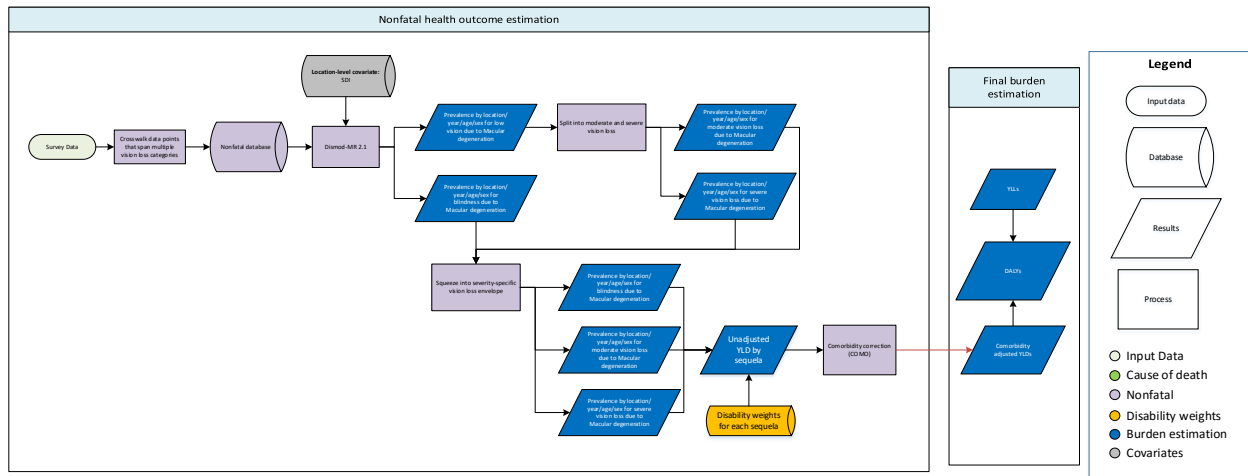 Nonfatal health outcome estimation
Location-level covariate:
SDI
Survey Data
Crosswalk data points
that span multiple
vision loss categories
Nonfatal database
Dismod-MR 2.1
Prevalence by location/
year/age/sex for low
vision due to Macular
degeneration
Split into moderate and severe
vision loss
Prevalence by location/
year/age/sex for
moderate vision loss
due to Macular
degeneration
Prevalence by location/
year/age/sex for
blindness due to
Macular degeneration
Prevalence by location/
year/age/sex for severe
vision loss due to
Macular degeneration
Squeeze into severity-specific
vision loss envelope
Prevalence by location/
year/age/sex for
blindness due to
Macular degeneration
Prevalence by location/
year/age/sex for
moderate vision loss
due to Macular
degeneration
Prevalence by location/
year/age/sex for severe
vision loss due to
Macular degeneration
Unadjusted
YLD by
sequela
Disability weights
for each sequela
Comorbidity correction
(COMO)
Final burden
estimation
YLLs
DALYs
Comorbidity
adjusted YLDs
Legend
Input data
Database
Results
Process
Input Data
Cause of death
Nonfatal
Disability weights
Burden estimation
Covariates